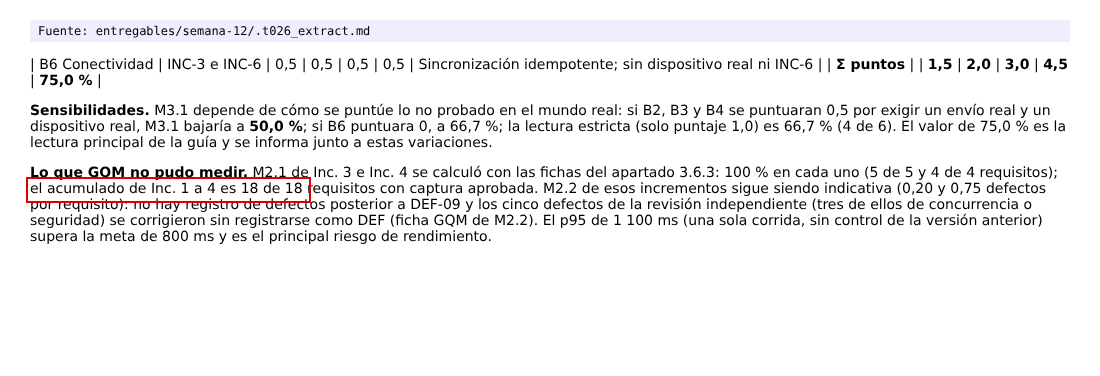 Fuente: entregables/semana-12/.t026_extract.md
| B6 Conectividad | INC-3 e INC-6 | 0,5 | 0,5 | 0,5 | 0,5 | Sincronización idempotente; sin dispositivo real ni INC-6 | | Σ puntos | | 1,5 | 2,0 | 3,0 | 4,5
| 75,0 % |
Sensibilidades. M3.1 depende de cómo se puntúe lo no probado en el mundo real: si B2, B3 y B4 se puntuaran 0,5 por exigir un envío real y un
dispositivo real, M3.1 bajaría a 50,0 %; si B6 puntuara 0, a 66,7 %; la lectura estricta (solo puntaje 1,0) es 66,7 % (4 de 6). El valor de 75,0 % es la
lectura principal de la guía y se informa junto a estas variaciones.
Lo que GQM no pudo medir. M2.1 de Inc. 3 e Inc. 4 se calculó con las fichas del apartado 3.6.3: 100 % en cada uno (5 de 5 y 4 de 4 requisitos);
el acumulado de Inc. 1 a 4 es 18 de 18 requisitos con captura aprobada. M2.2 de esos incrementos sigue siendo indicativa (0,20 y 0,75 defectos
por requisito): no hay registro de defectos posterior a DEF-09 y los cinco defectos de la revisión independiente (tres de ellos de concurrencia o
seguridad) se corrigieron sin registrarse como DEF (ficha GQM de M2.2). El p95 de 1 100 ms (una sola corrida, sin control de la versión anterior)
supera la meta de 800 ms y es el principal riesgo de rendimiento.